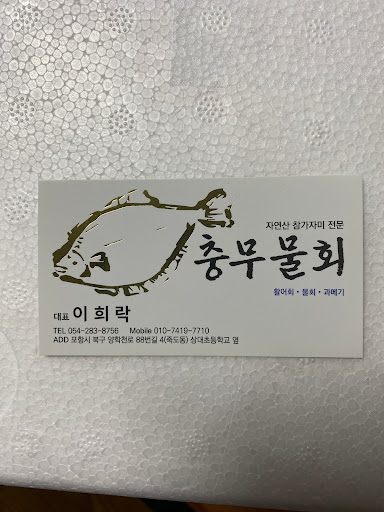 자연산 참가자미 전문
충무물회
활어회 · 물회 · 과메기
대표 이희락
TEL 054-283-8756 Mobile 010-7419-7710
ADD 포항시 북구 양학천로 88번길 4(죽도동) 상대초등학교 옆